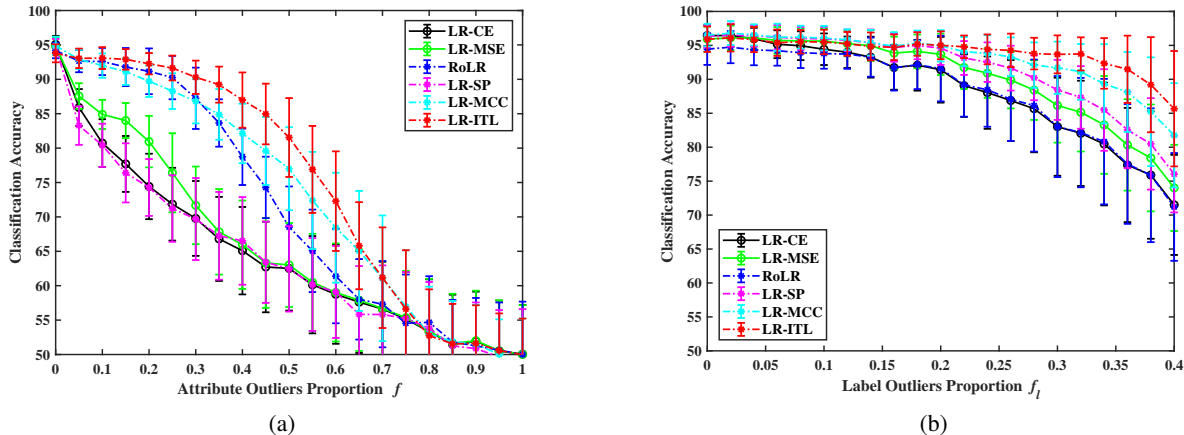 100
95
90
85
80
75
70
65
60
55
50
Classification Accuracy
0 0.1 0.2 0.3 0.4 0.5 0.6 0.7 0.8 0.9 1
Attribute Outliers Proportion f
LR-CE
LR-MSE
RoLR
LR-SP
LR-MCC
LR-ITL
(a)
100
95
90
85
80
75
70
65
60
55
50
Classification Accuracy
0 0.05 0.1 0.15 0.2 0.25 0.3 0.35 0.4
Label Outliers Proportion f_l
LR-CE
LR-MSE
RoLR
LR-SP
LR-MCC
LR-ITL
(b)